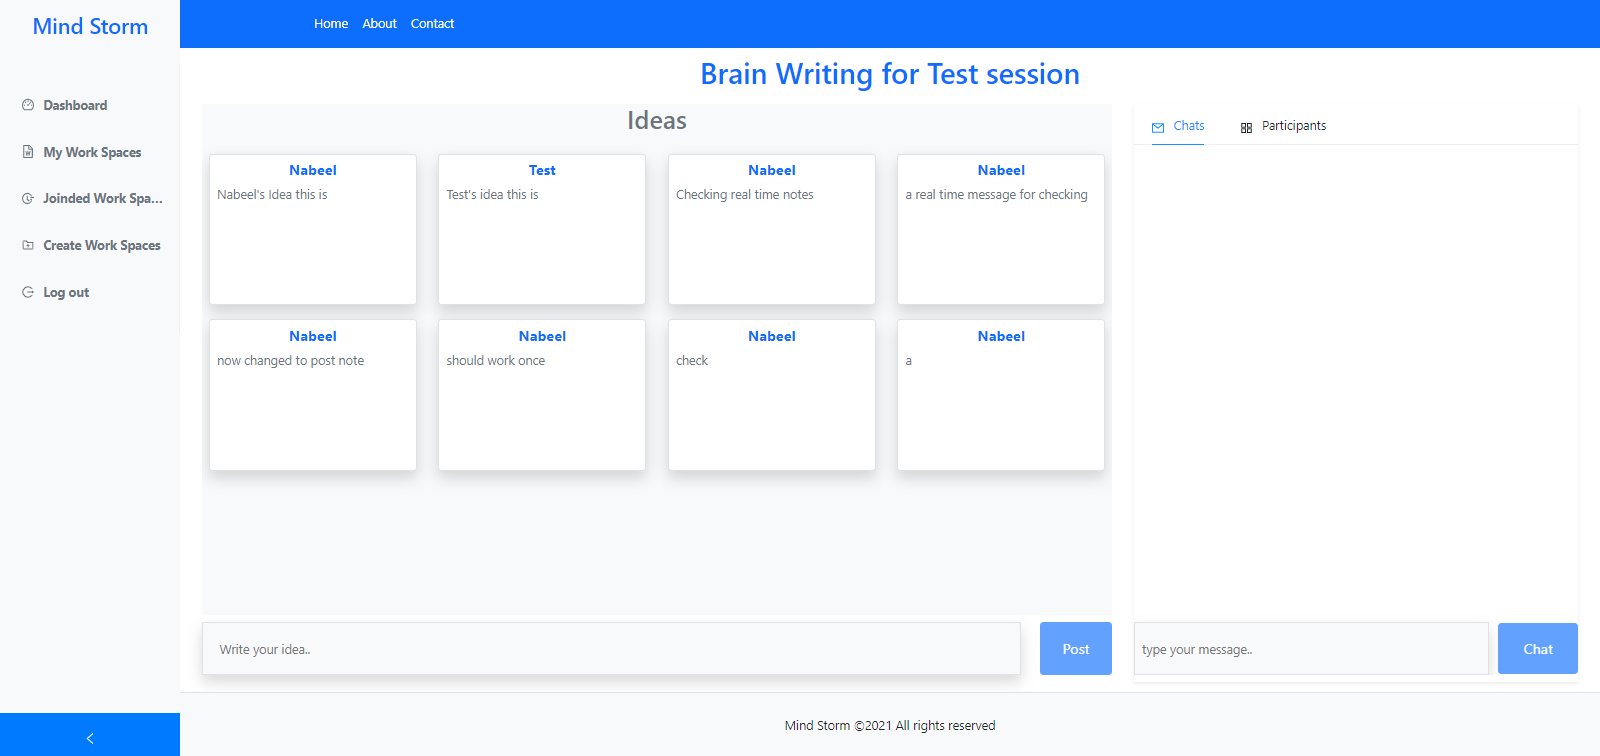 Mind Storm
Home About Contact
Dashboard
My Work Spaces
Joinded Work Spa...
Create Work Spaces
Log out
Brain Writing for Test session
Ideas
Nabeel
Nabeel's Idea this is
Test
Test's idea this is
Nabeel
Checking real time notes
Nabeel
a real time message for checking
Nabeel
now changed to post note
Nabeel
should work once
Nabeel
check
Nabeel
a
Write your idea..
Post
Chats Participants
type your message..
Chat
Mind Storm ©2021 All rights reserved